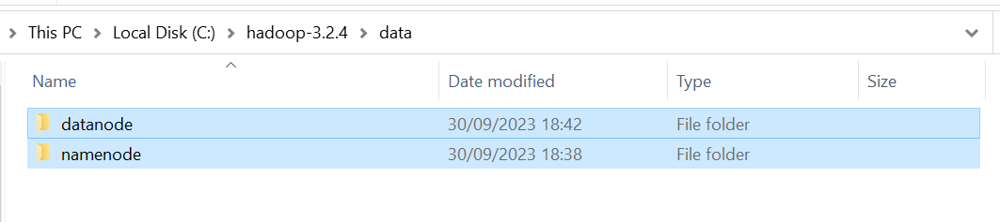 This PC > Local Disk (C:) > hadoop-3.2.4 > data
Name Date modified Type Size
datanode 30/09/2023 18:42 File folder
namenode 30/09/2023 18:38 File folder